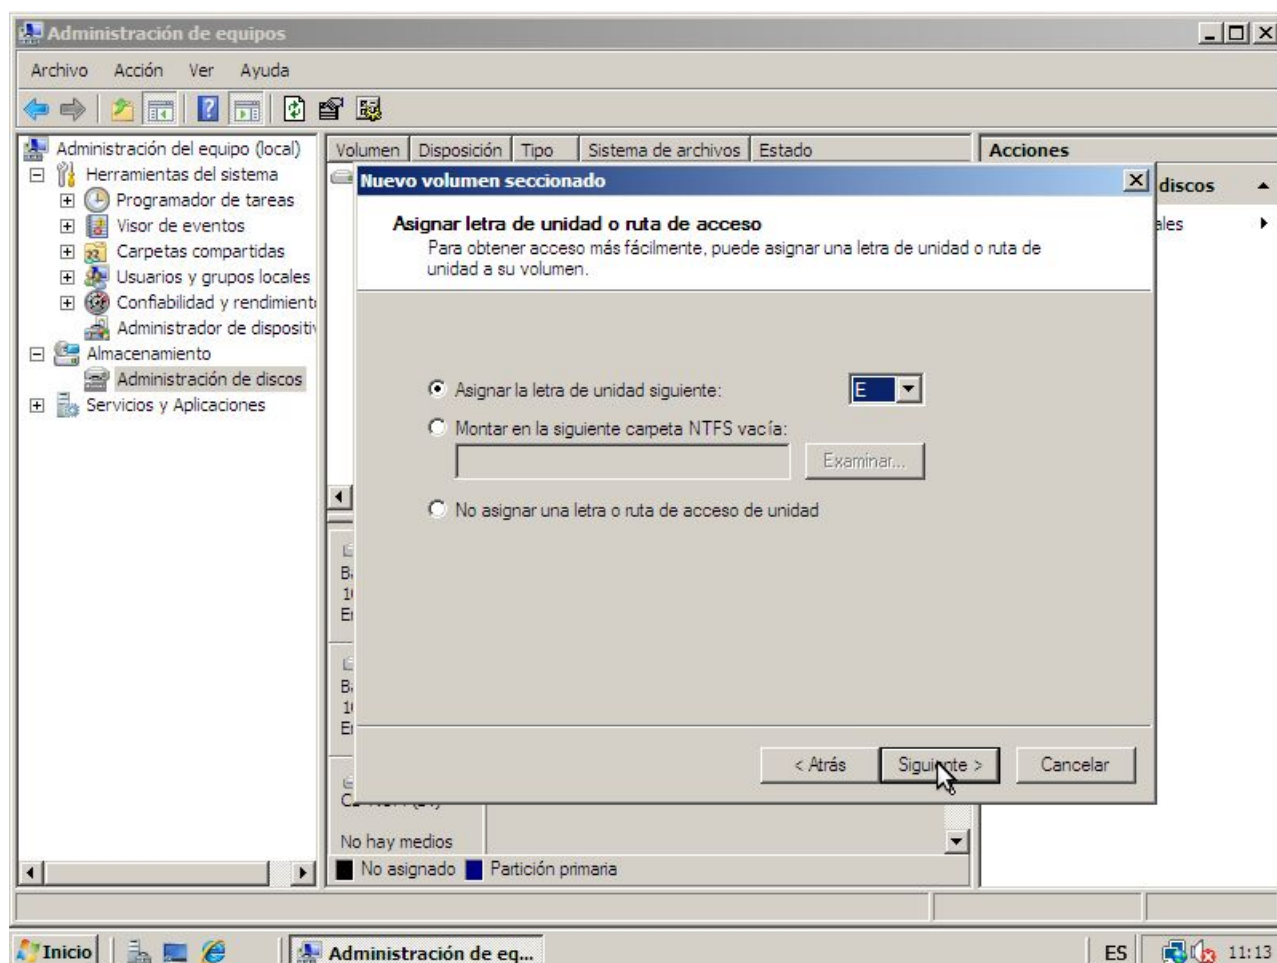 Administración de equipos
Archivo Acción Ver Ayuda
Administración del equipo (local)
Herramientas del sistema
Programador de tareas
Visor de eventos
Carpetas compartidas
Usuarios y grupos locales
Confiabilidad y rendimient
Administrador de dispositiv
Almacenamiento
Administración de discos
Servicios y Aplicaciones
Volumen Disposición Tipo Sistema de archivos Estado
Acciones
discos
ales
Nuevo volumen seccionado
Asignar letra de unidad o ruta de acceso
Para obtener acceso más fácilmente, puede asignar una letra de unidad o ruta de
unidad a su volumen.
Asignar la letra de unidad siguiente: E
Montar en la siguiente carpeta NTFS vacía:
Examinar...
No asignar una letra o ruta de acceso de unidad
< Atrás Siguiente > Cancelar
No hay medios
No asignado Partición primaria
Inicio Administración de eq... ES 11:13